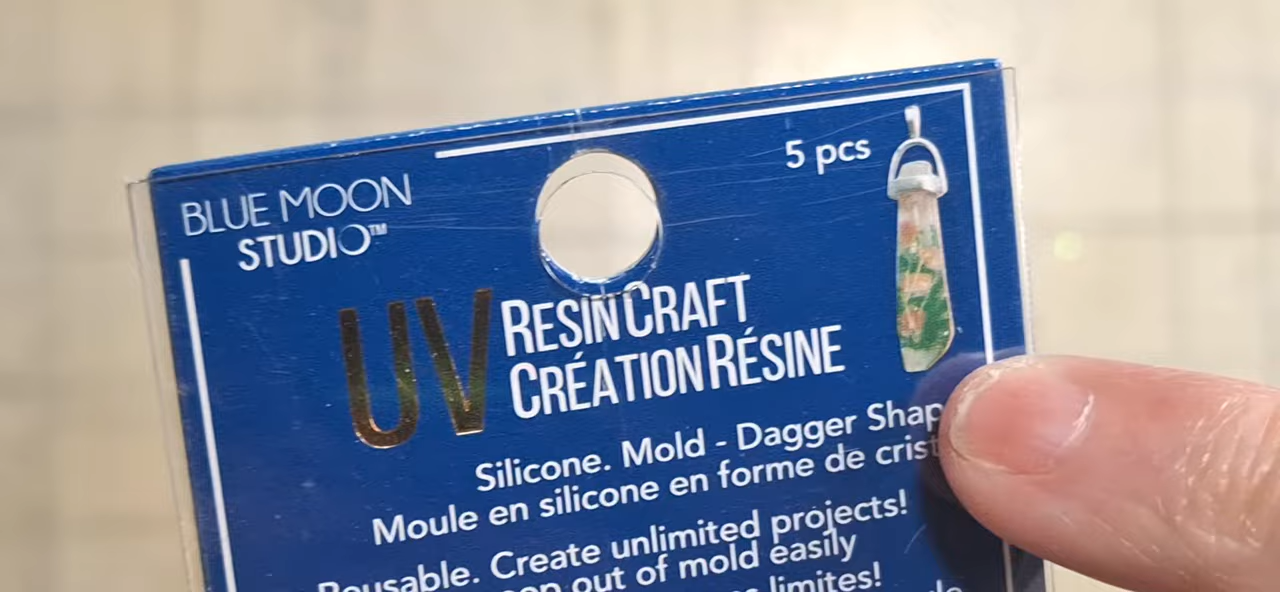 BLUE MOON
STUDIO™
5 pcs
UV RESIN CRAFT
CRÉATION RÉSINE
Silicone. Mold - Dagger Shap
Moule en silicone en forme de crist
Reusable. Create unlimited projects!
out of mold easily
limites!
de